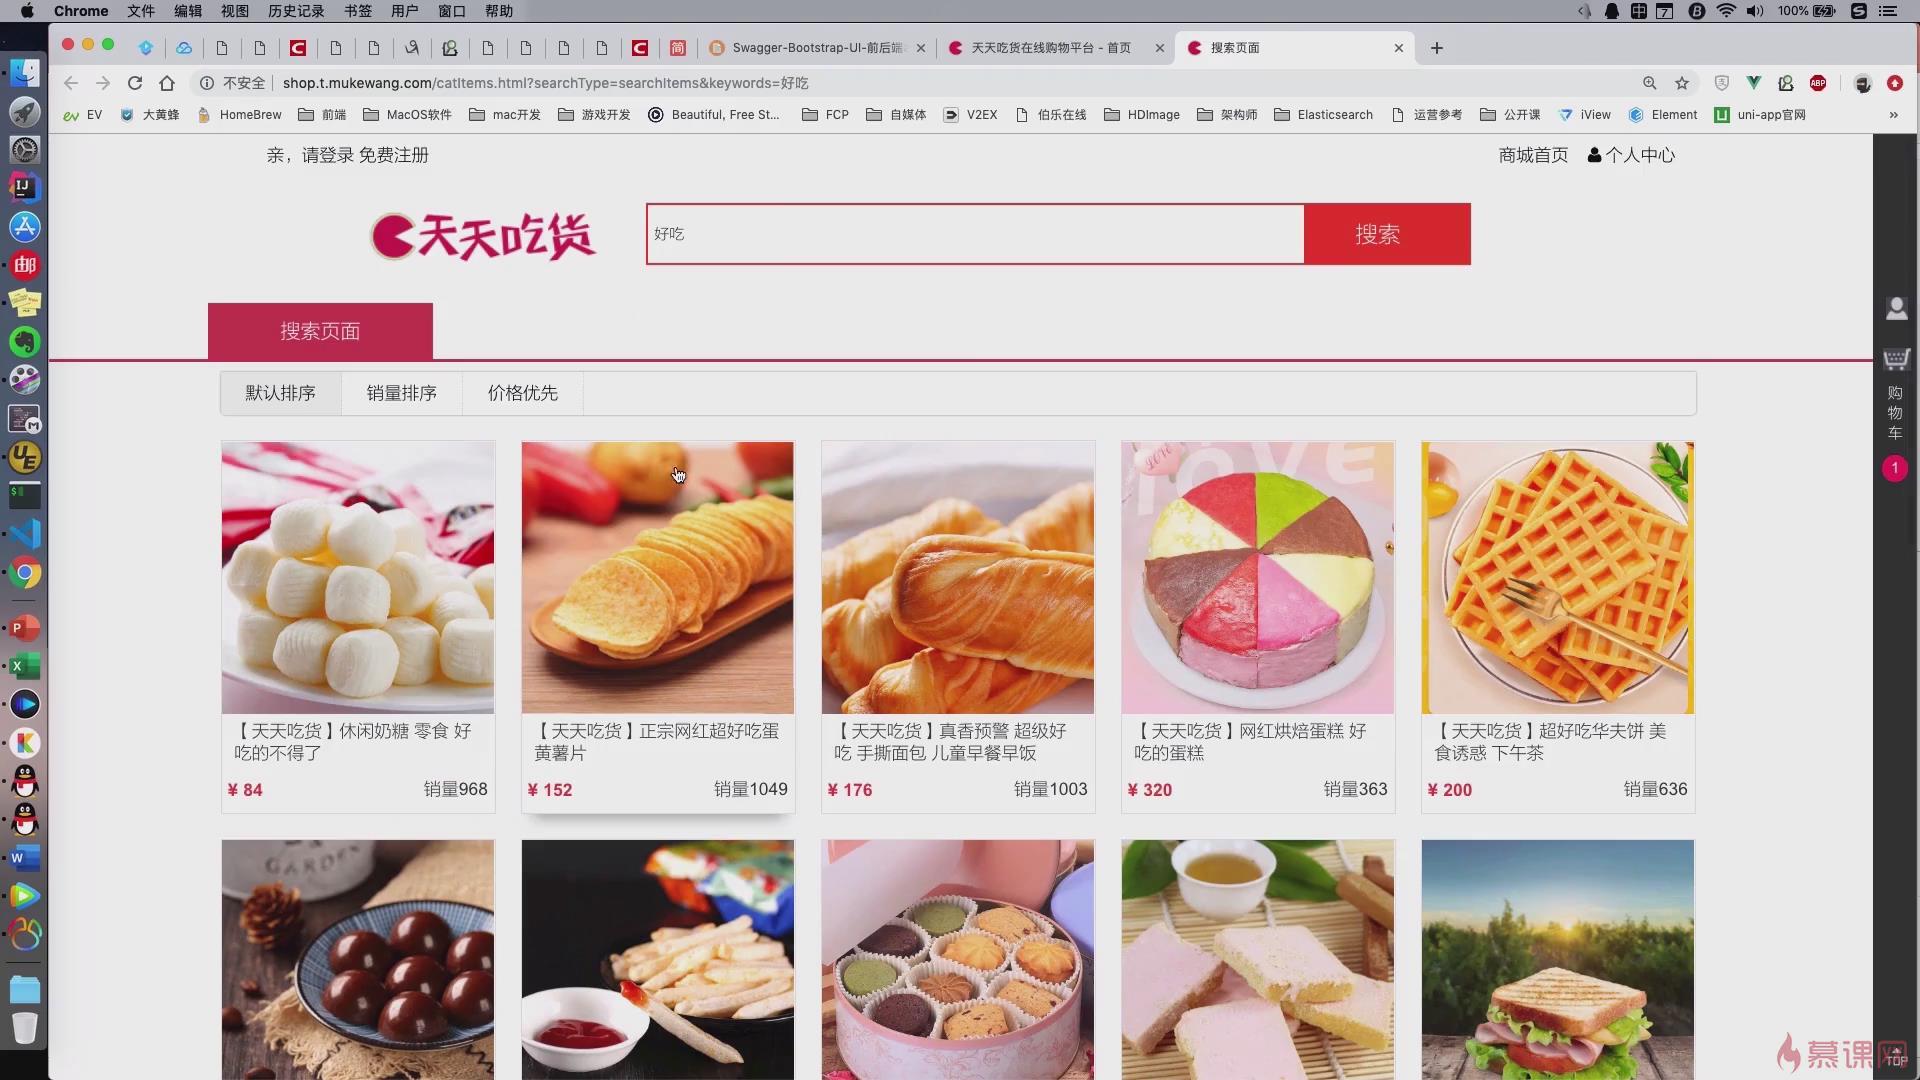 Chrome 文件 编辑 视图 历史记录 书签 用户 窗口 帮助
100%
Swagger-Bootstrap-UI-前后端
天天吃货在线购物平台 - 首页
搜索页面
不安全
shop.t.mukewang.com/catItems.html?searchType=searchItems&keywords=好吃
EV 大黄蜂 HomeBrew 前端 MacOS软件 mac开发 游戏开发 Beautiful, Free St... FCP 自媒体 V2EX 伯乐在线 HDImage 架构师 Elasticsearch 运营参考 公开课 iView Element uni-app官网 »
亲，请登录 免费注册
商城首页 个人中心
天天吃货
好吃
搜索
搜索页面
默认排序 销量排序 价格优先
购
物
车
1
LOVE
【天天吃货】休闲奶糖 零食 好
吃的不得了
¥ 84 销量968
【天天吃货】正宗网红超好吃蛋
黄薯片
¥ 152 销量1049
【天天吃货】真香预警 超级好
吃 手撕面包 儿童早餐早饭
¥ 176 销量1003
【天天吃货】网红烘焙蛋糕 好
吃的蛋糕
¥ 320 销量363
【天天吃货】超好吃华夫饼 美
食诱惑 下午茶
¥ 200 销量636
GARDEN
慕课网
TOP